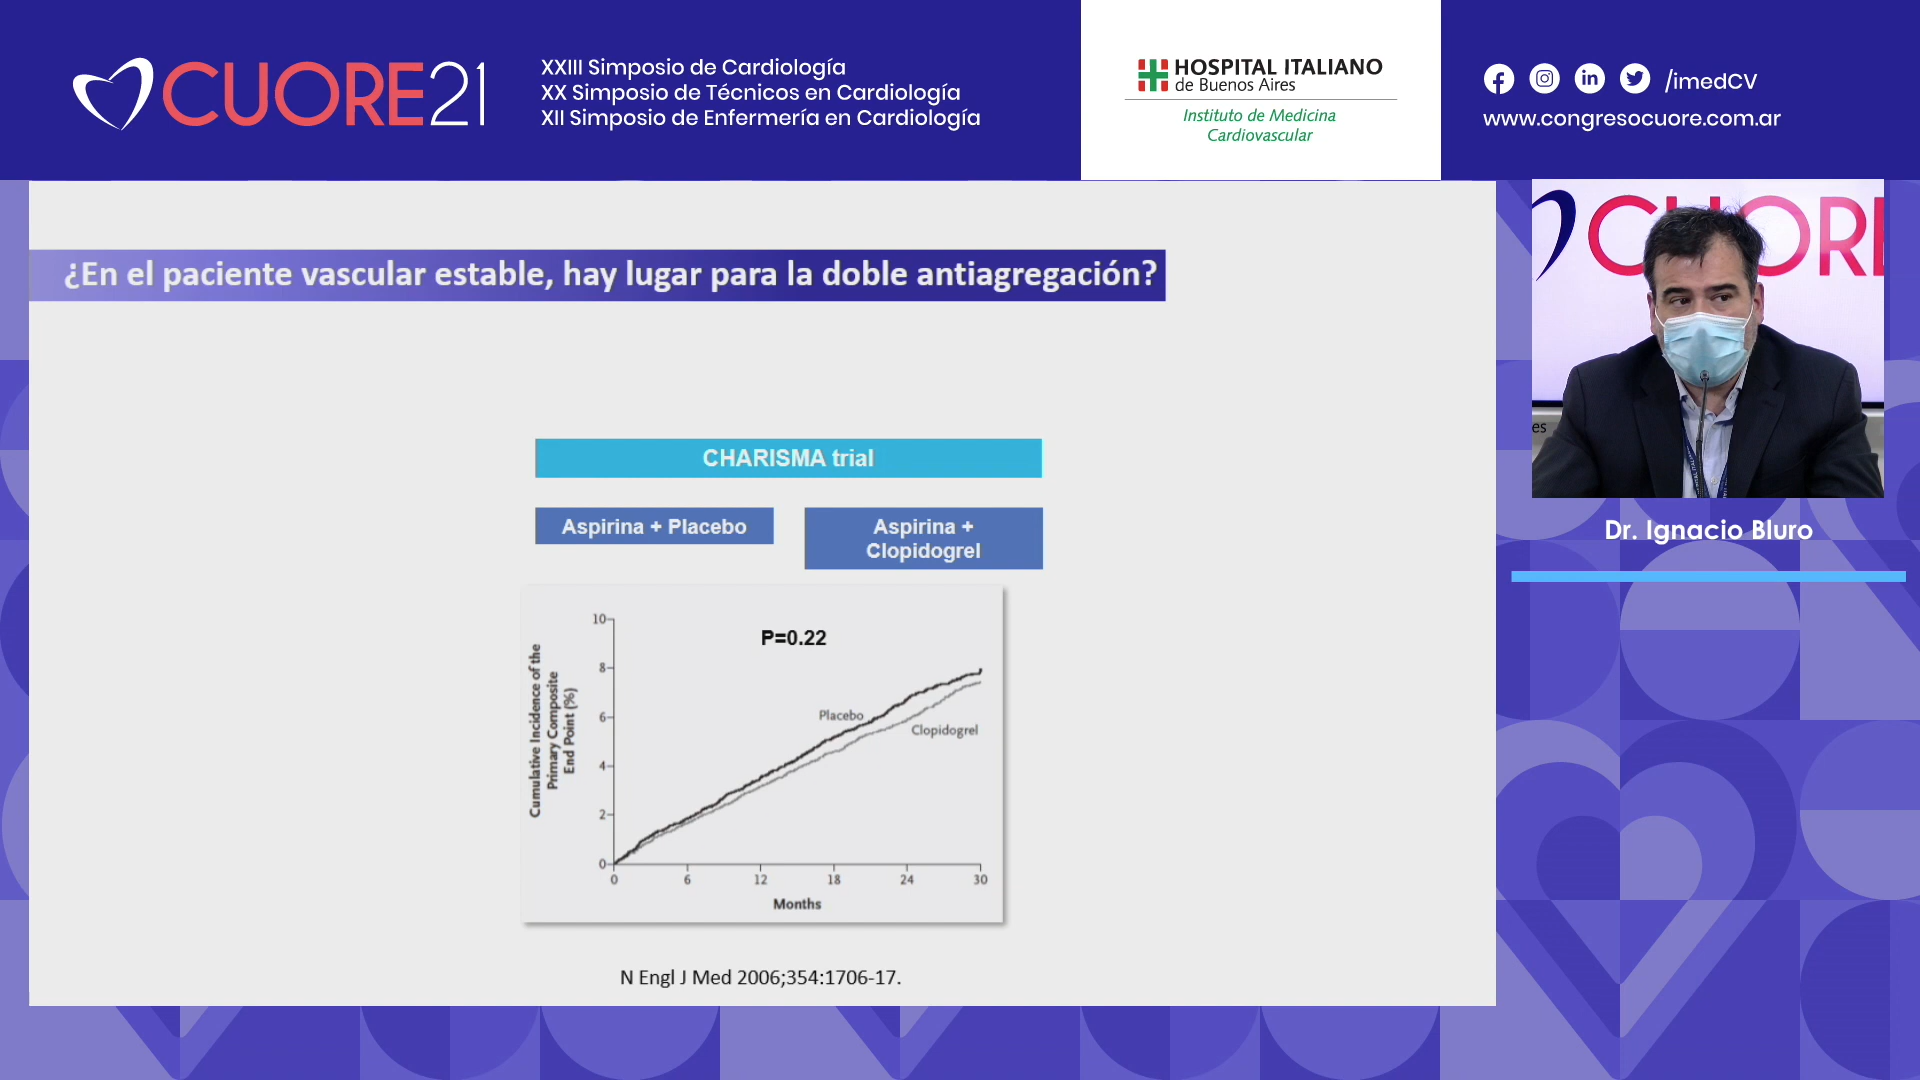 CUORE21
XXIII Simposio de Cardiología
XX Simposio de Técnicos en Cardiología
XII Simposio de Enfermería en Cardiología
HOSPITAL ITALIANO
de Buenos Aires
Instituto de Medicina
Cardiovascular
/imedCV
www.congresocuore.com.ar
¿En el paciente vascular estable, hay lugar para la doble antiagregación?
CHARISMA trial
Aspirina + Placebo
Aspirina +
Clopidogrel
Cumulative Incidence of the
Primary Composite
End Point (%)
10
8
6
4
2
0
P=0.22
Placebo
Clopidogrel
0 6 12 18 24 30
Months
N Engl J Med 2006;354:1706-17.
CUORE
es
Dr. Ignacio Bluro